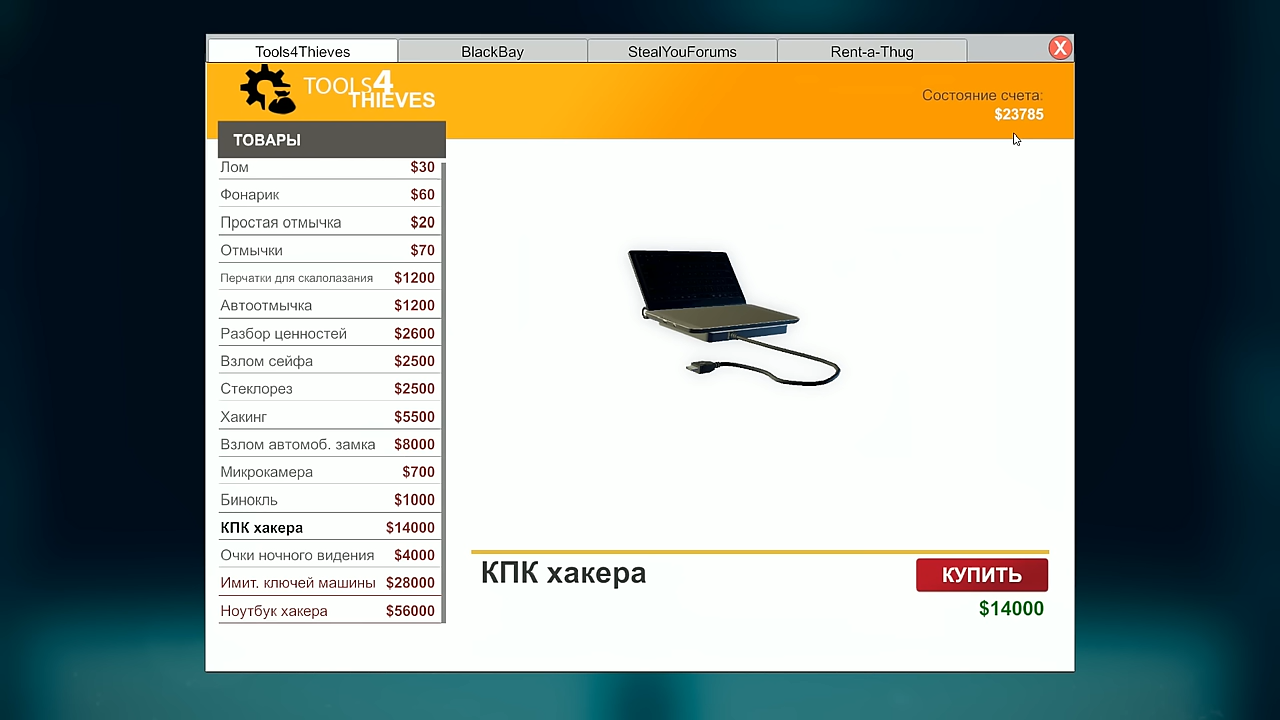 Tools4Thieves
BlackBay
StealYouForums
Rent-a-Thug
X
TOOLS4
THIEVES
Состояние счета:
$23785
ТОВАРЫ
Лом $30
Фонарик $60
Простая отмычка $20
Отмычки $70
Перчатки для скалолазания $1200
Автоотмычка $1200
Разбор ценностей $2600
Взлом сейфа $2500
Стеклорез $2500
Хакинг $5500
Взлом автомоб. замка $8000
Микрокамера $700
Бинокль $1000
КПК хакера $14000
Очки ночного видения $4000
Имит. ключей машины $28000
Ноутбук хакера $56000
КПК хакера
КУПИТЬ
$14000